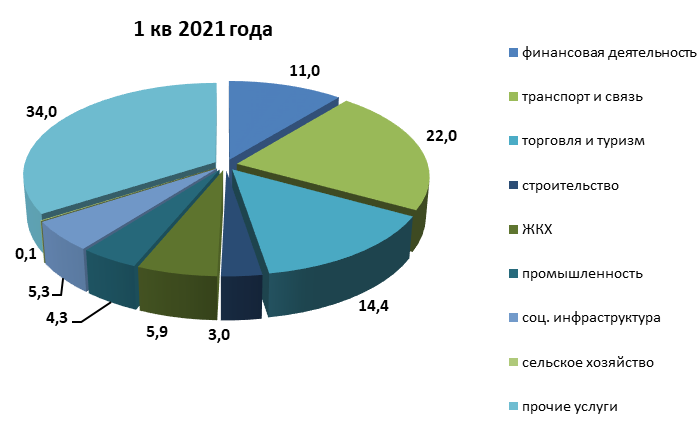 1 кв 2021 года
11,0
22,0
14,4
3,0
5,9
4,3
5,3
0,1
34,0
финансовая деятельность
транспорт и связь
торговля и туризм
строительство
ЖКХ
промышленность
соц. инфраструктура
сельское хозяйство
прочие услуги